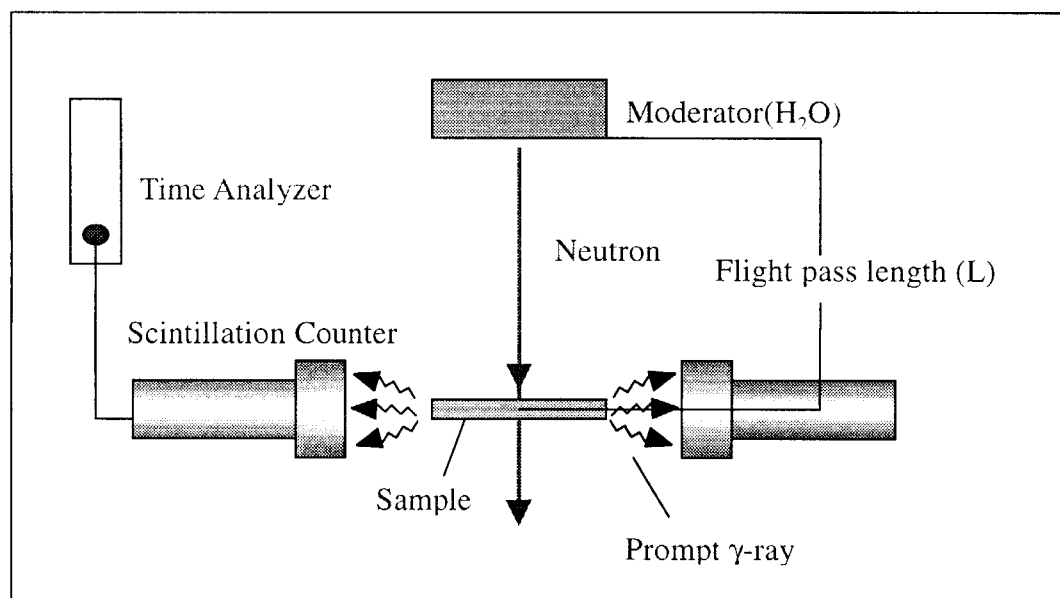 Moderator(H₂O)
Time Analyzer
Neutron
Flight pass length (L)
Scintillation Counter
Sample
Prompt γ-ray